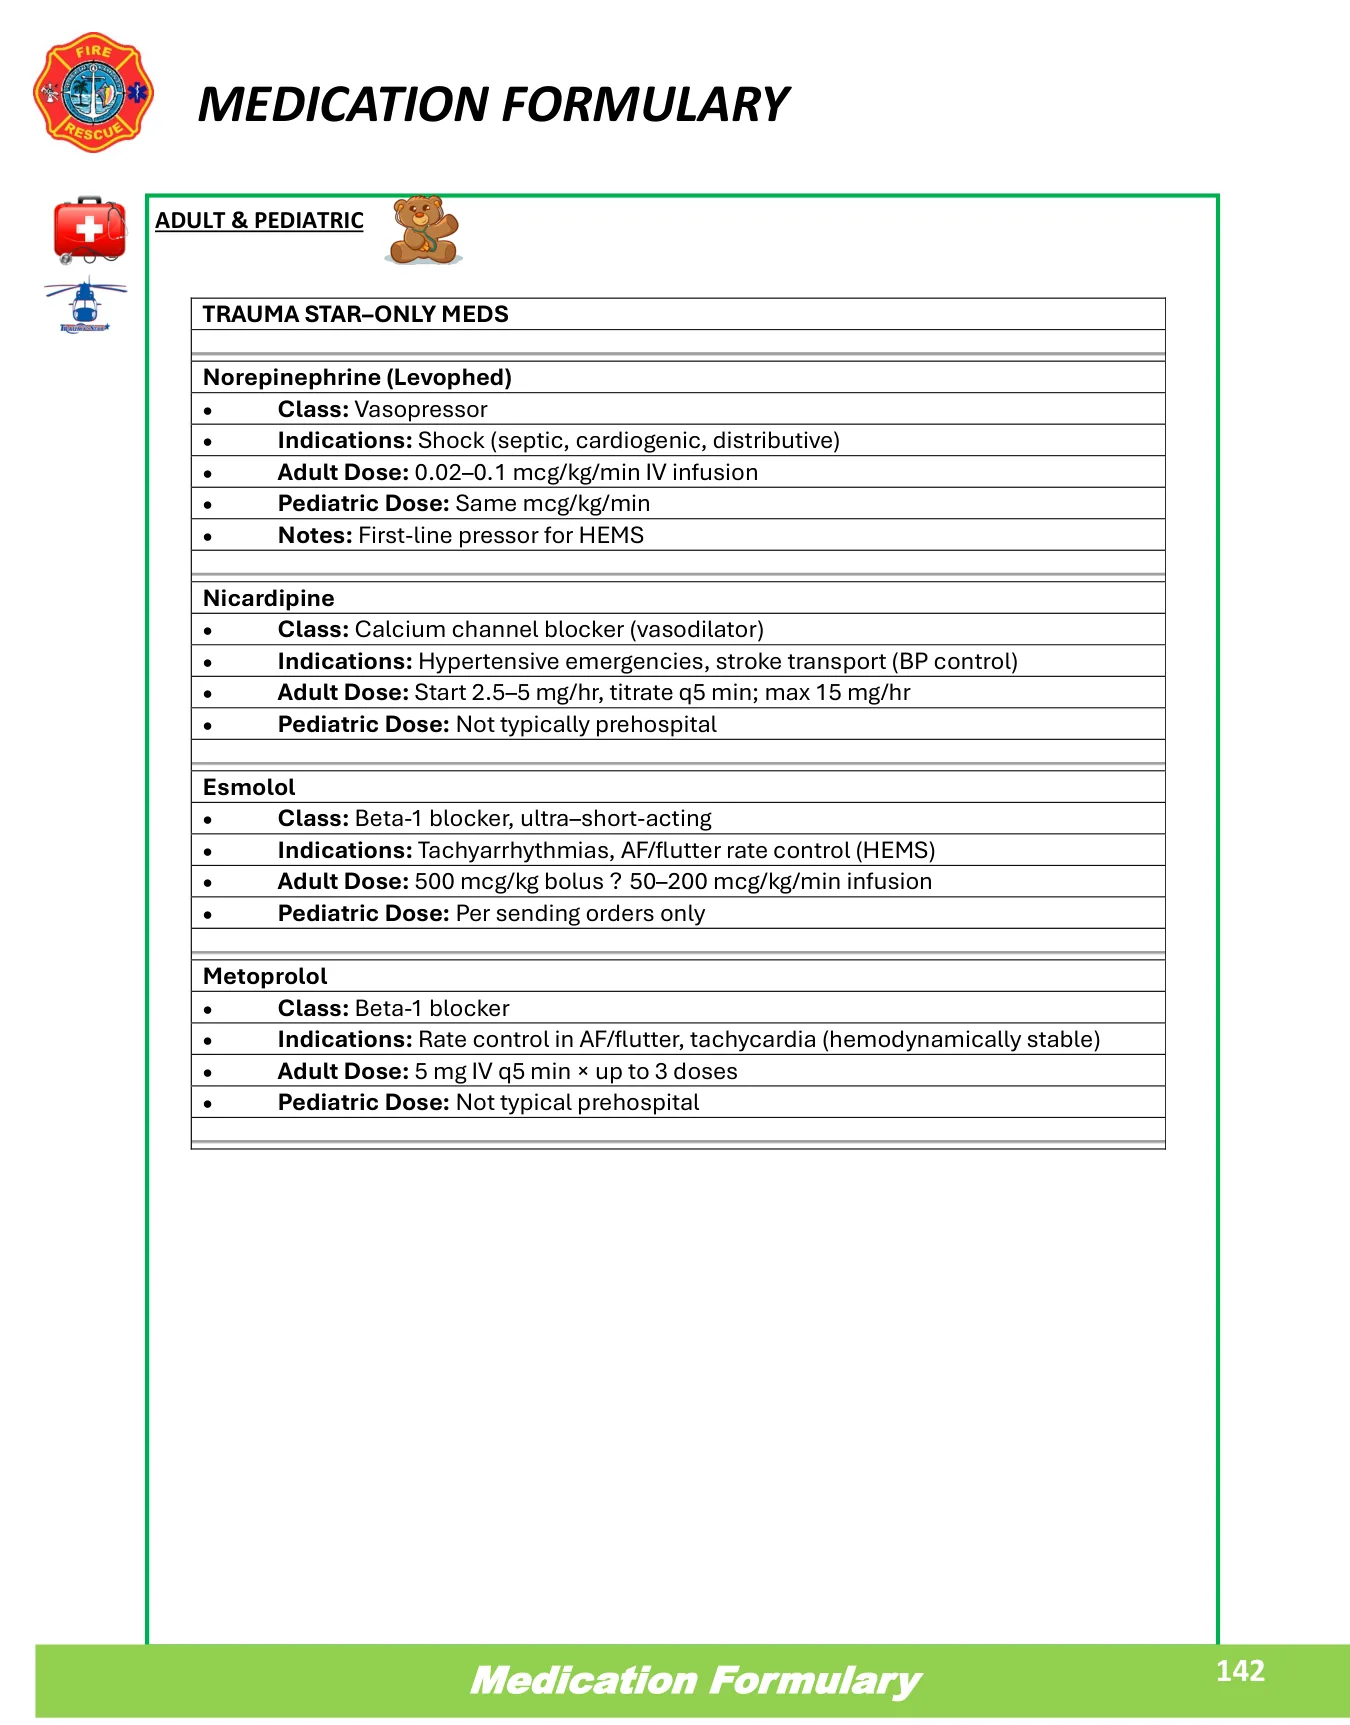 FIRE
RESCUE
MEDICATION FORMULARY
ADULT & PEDIATRIC
TRAUMA STAR–ONLY MEDS
Norepinephrine (Levophed)
• Class: Vasopressor
• Indications: Shock (septic, cardiogenic, distributive)
• Adult Dose: 0.02–0.1 mcg/kg/min IV infusion
• Pediatric Dose: Same mcg/kg/min
• Notes: First-line pressor for HEMS
Nicardipine
• Class: Calcium channel blocker (vasodilator)
• Indications: Hypertensive emergencies, stroke transport (BP control)
• Adult Dose: Start 2.5–5 mg/hr, titrate q5 min; max 15 mg/hr
• Pediatric Dose: Not typically prehospital
Esmolol
• Class: Beta-1 blocker, ultra–short-acting
• Indications: Tachyarrhythmias, AF/flutter rate control (HEMS)
• Adult Dose: 500 mcg/kg bolus ? 50–200 mcg/kg/min infusion
• Pediatric Dose: Per sending orders only
Metoprolol
• Class: Beta-1 blocker
• Indications: Rate control in AF/flutter, tachycardia (hemodynamically stable)
• Adult Dose: 5 mg IV q5 min × up to 3 doses
• Pediatric Dose: Not typical prehospital
Medication Formulary
142